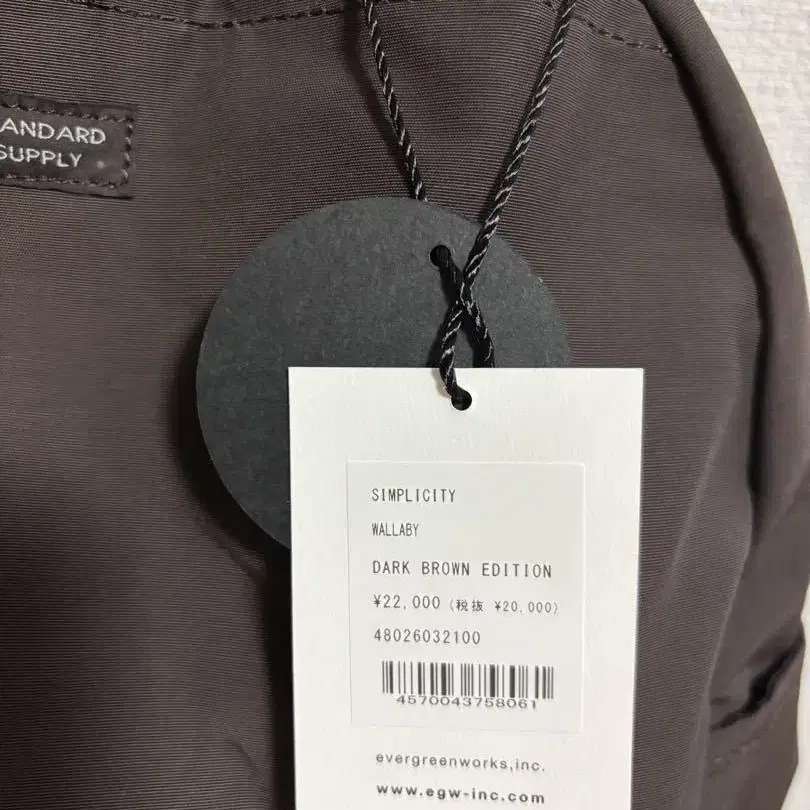 TANDARD
SUPPLY
SIMPLICITY
WALLABY
DARK BROWN EDITION
¥22,000 (税抜 ¥20,000)
48026032100
4570043758061
evergreenworks,inc.
www.egw-inc.com